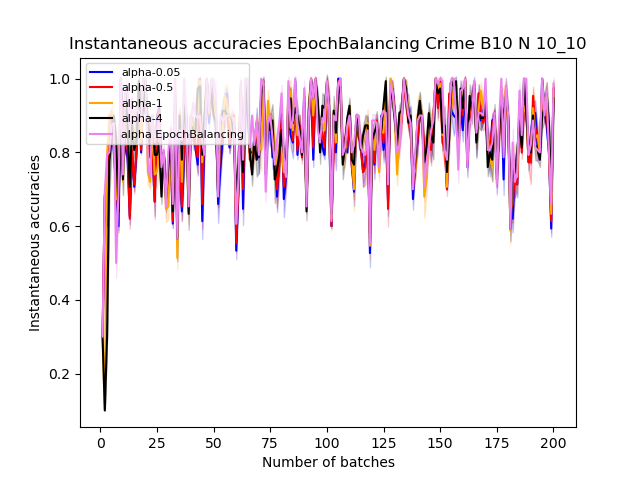 Instantaneous accuracies EpochBalancing Crime B10 N 10_10
alpha-0.05
alpha-0.5
alpha-1
alpha-4
alpha EpochBalancing
1.0
0.8
0.6
0.4
0.2
Instantaneous accuracies
0 25 50 75 100 125 150 175 200
Number of batches